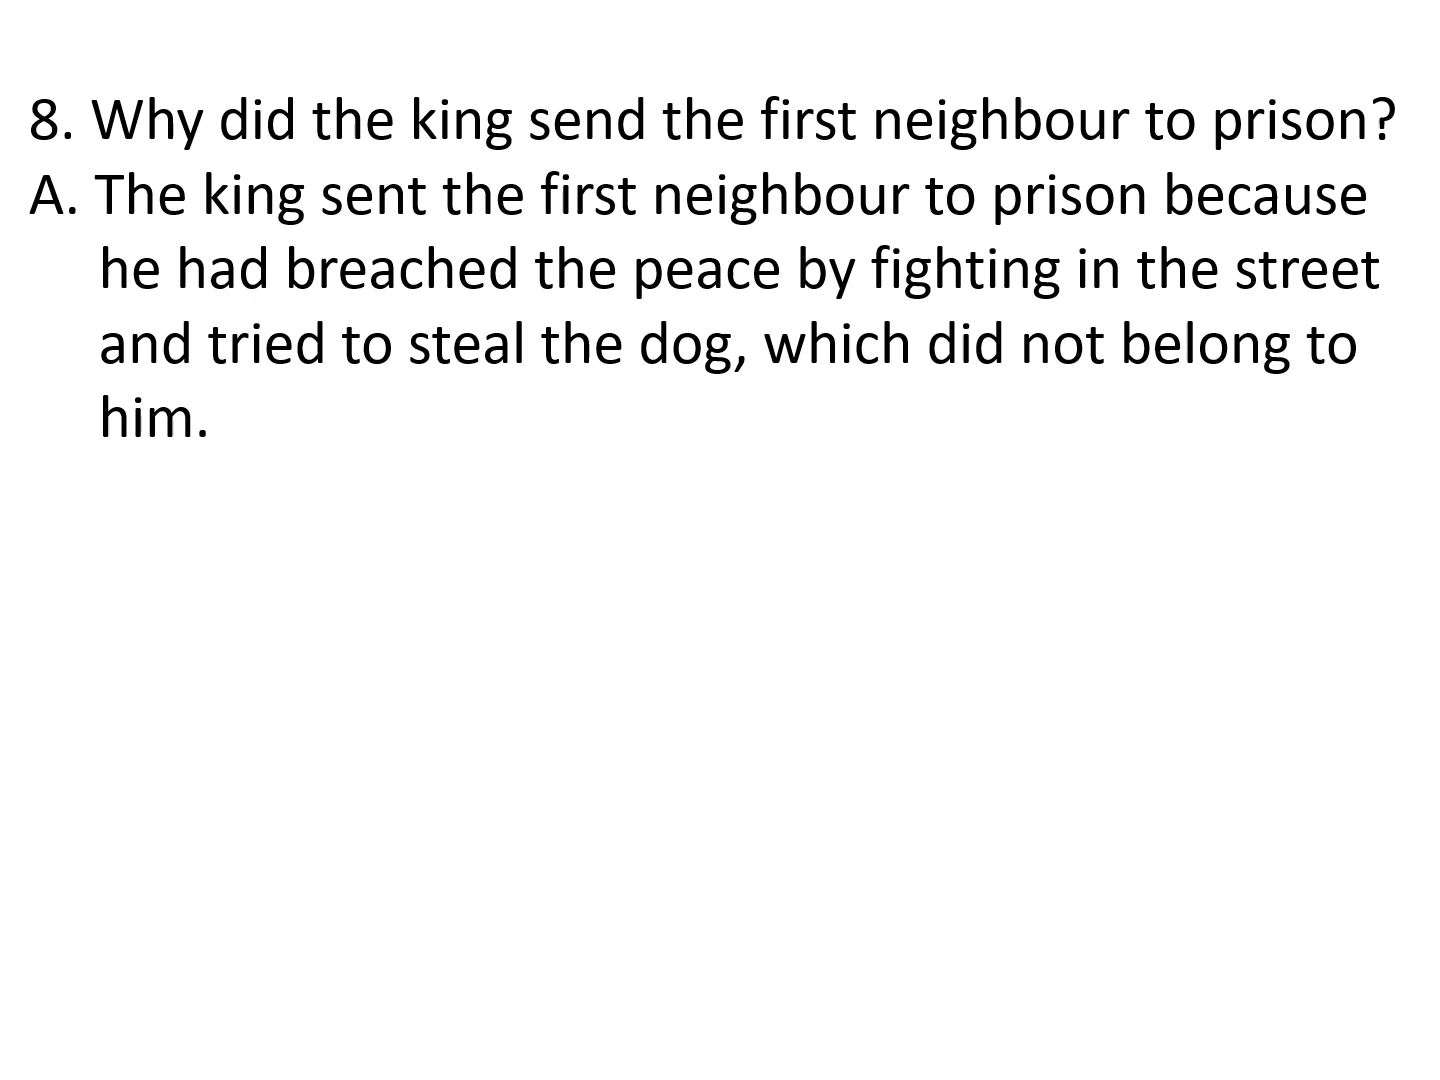 8. Why did the king send the first neighbour to prison?
A. The king sent the first neighbour to prison because
he had breached the peace by fighting in the street
and tried to steal the dog, which did not belong to
him.